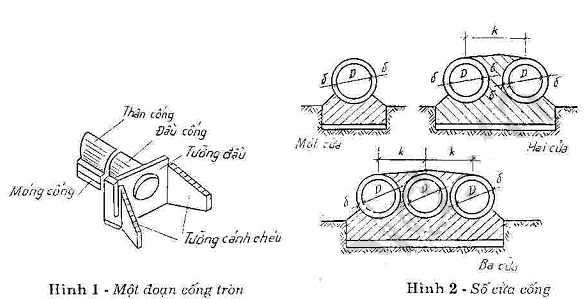 Thân cống
Đầu cống
Tường đầu
Móng cống
Tường cánh chéo
Hình 1 - Một đoạn cống tròn
k
δ D δ
δ D δ δ D δ
Một cửa
Hai cửa
k k
δ D D D δ
Ba cửa
Hình 2 - Số cửa cống